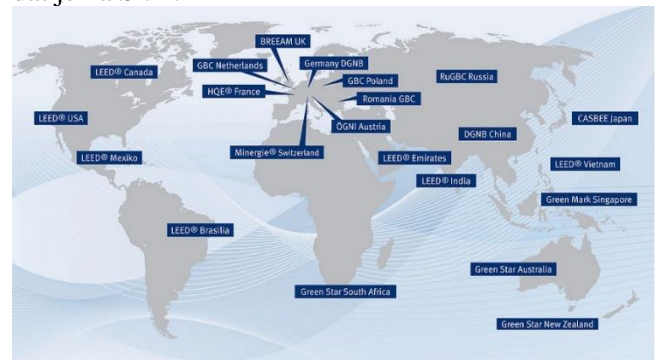 BREEAM UK
LEED® Canada
GBC Netherlands
Germany DGNB
GBC Poland
RuGBC Russia
HQE® France
Romania GBC
LEED® USA
CASBEE Japan
ÖGNI Austria
DGNB China
Minergie® Switzerland
LEED® Mexiko
LEED® Emirates
LEED® Vietnam
LEED® India
Green Mark Singapore
LEED® Brasilia
Green Star Australia
Green Star South Africa
Green Star New Zealand